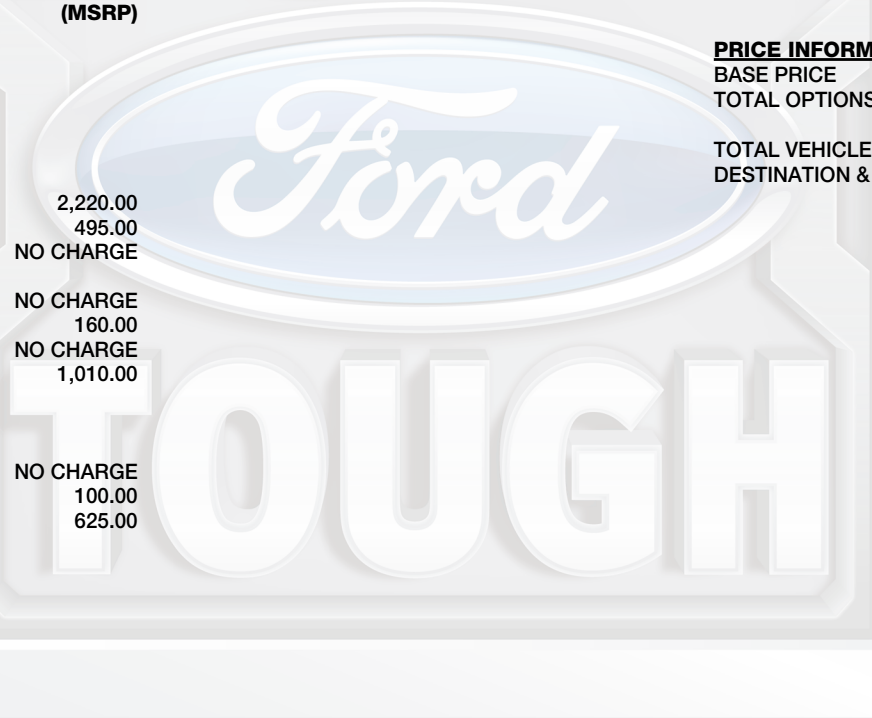 (MSRP)
2,220.00
495.00
NO CHARGE
NO CHARGE
160.00
NO CHARGE
1,010.00
NO CHARGE
100.00
625.00
PRICE INFORM
BASE PRICE
TOTAL OPTIONS
TOTAL VEHICLE
DESTINATION &
Ford
TOUGH